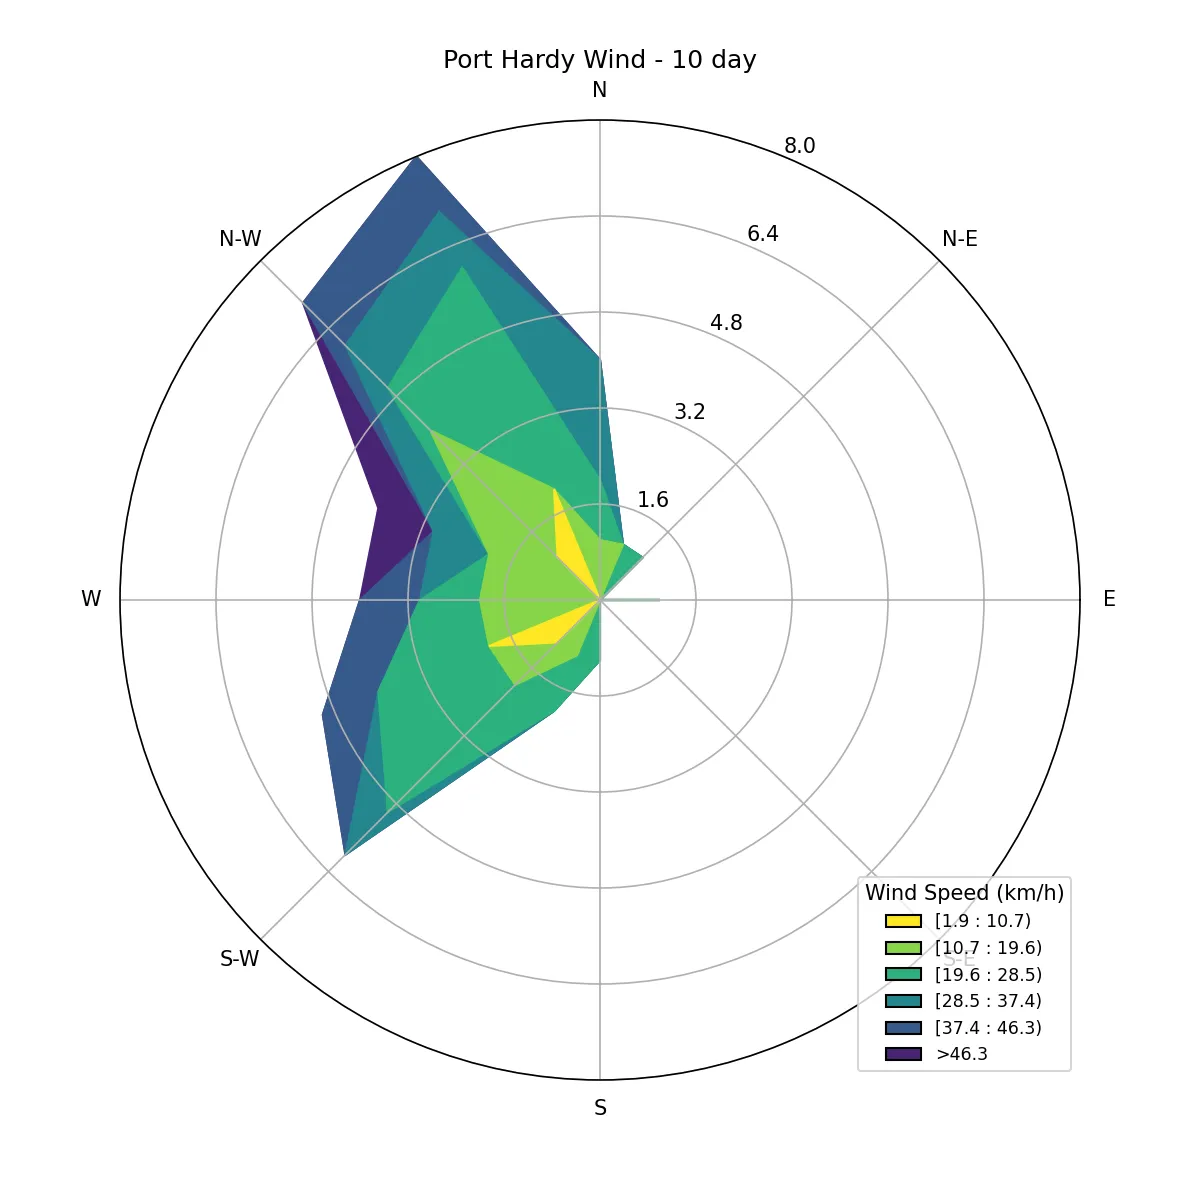 Port Hardy Wind - 10 day
N
8.0
N-W
N-E
6.4
4.8
3.2
1.6
W
E
S-W
S-E
S
Wind Speed (km/h)
[1.9 : 10.7)
[10.7 : 19.6)
[19.6 : 28.5)
[28.5 : 37.4)
[37.4 : 46.3)
>46.3